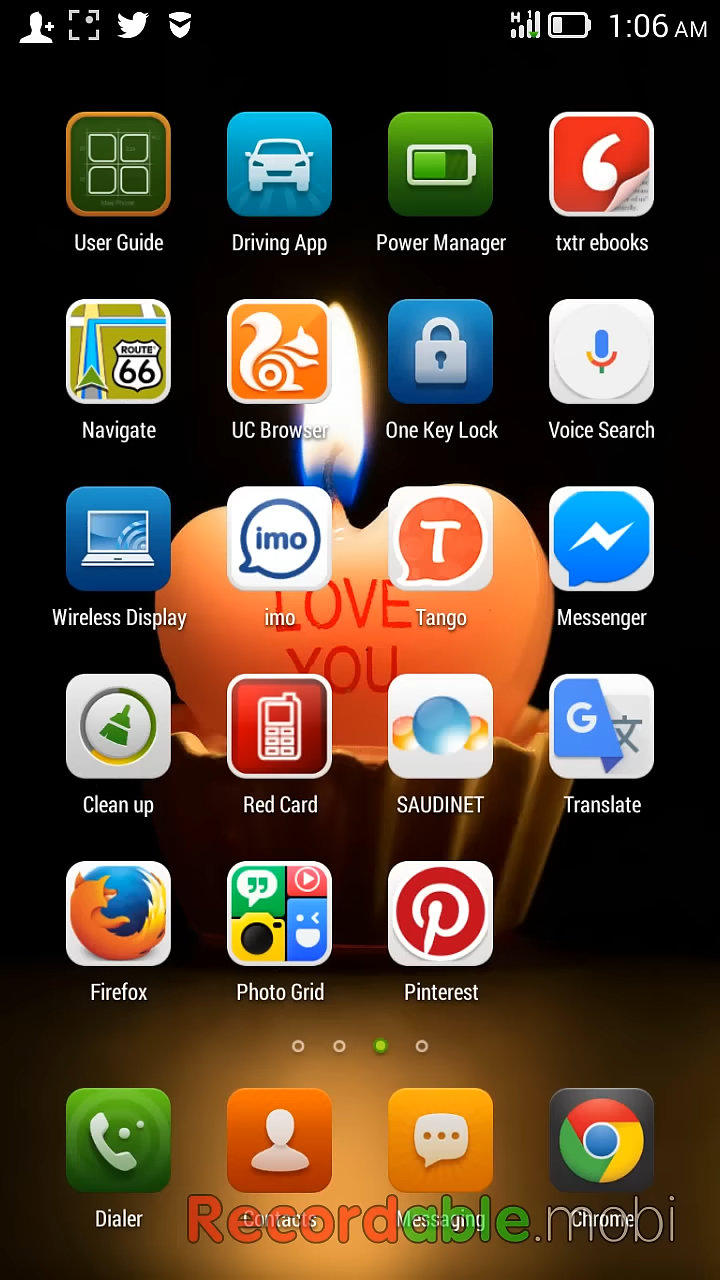 1:06 AM
User Guide
Driving App
Power Manager
txtr ebooks
ROUTE
66
Navigate
UC Browser
One Key Lock
Voice Search
imo
T
Wireless Display
imo
Tango
Messenger
LOVE
YOU
G 文
Clean up
Red Card
SAUDINET
Translate
Firefox
Photo Grid
Pinterest
Dialer
Contacts
Messaging
Chrome
Recordable.mobi